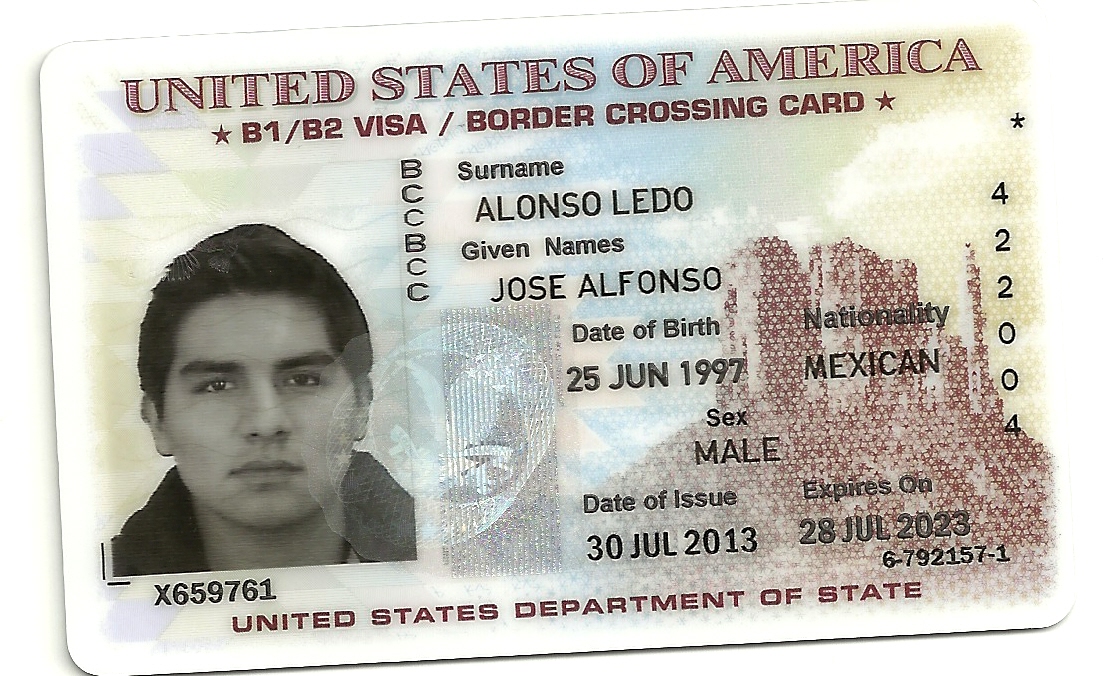 UNITED STATES OF AMERICA
★ B1/B2 VISA / BORDER CROSSING CARD ★
*
BCCBCC
Surname
ALONSO LEDO
Given Names
JOSE ALFONSO
Date of Birth
25 JUN 1997
Nationality
MEXICAN
Sex
MALE
Date of Issue
30 JUL 2013
Expires On
28 JUL 2023
422004
6-792157-1
X659761
UNITED STATES DEPARTMENT OF STATE